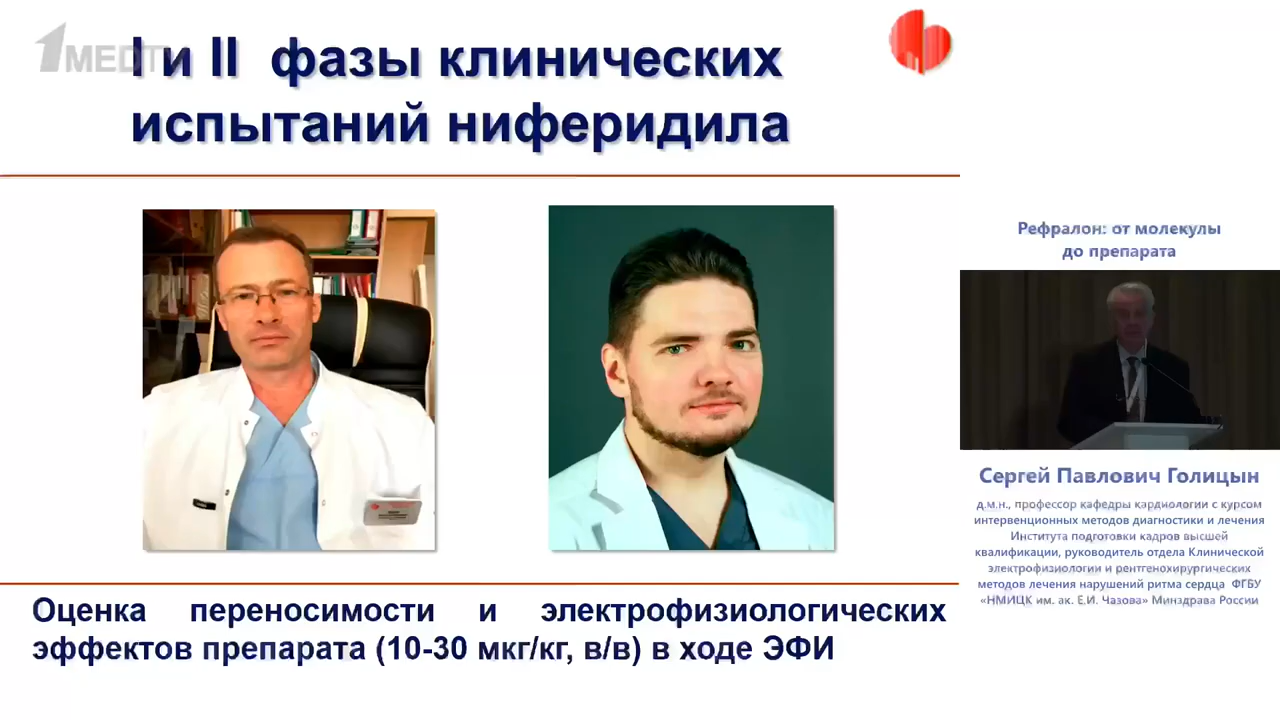 1MEDTV
I и II фазы клинических
испытаний ниферидила
Рефралон: от молекулы
до препарата
Сергей Павлович Голицын
д.м.н., профессор кафедры кардиологии с курсом
интервенционных методов диагностики и лечения
Института подготовки кадров высшей
квалификации, руководитель отдела Клинической
электрофизиологии и рентгенохирургических
методов лечения нарушений ритма сердца ФГБУ
«НМИЦК им. ак. Е.И. Чазова» Минздрава России
Оценка переносимости и электрофизиологических
эффектов препарата (10-30 мкг/кг, в/в) в ходе ЭФИ